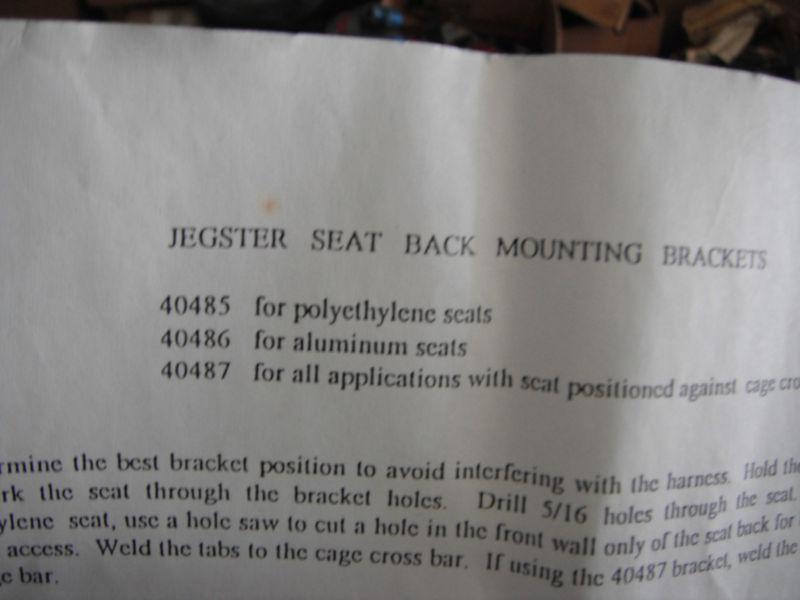 JEGSTER SEAT BACK MOUNTING BRACKETS
40485 for polyethylene seats
40486 for aluminum seats
40487 for all applications with seat positioned against cage cro
rmine the best bracket position to avoid interfering with the harness. Hold the
rk the seat through the bracket holes. Drill 5/16 holes through the seat.
ylene seat, use a hole saw to cut a hole in the front wall only of the seat back for
access. Weld the tabs to the cage cross bar. If using the 40487 bracket, weld the
ge bar.